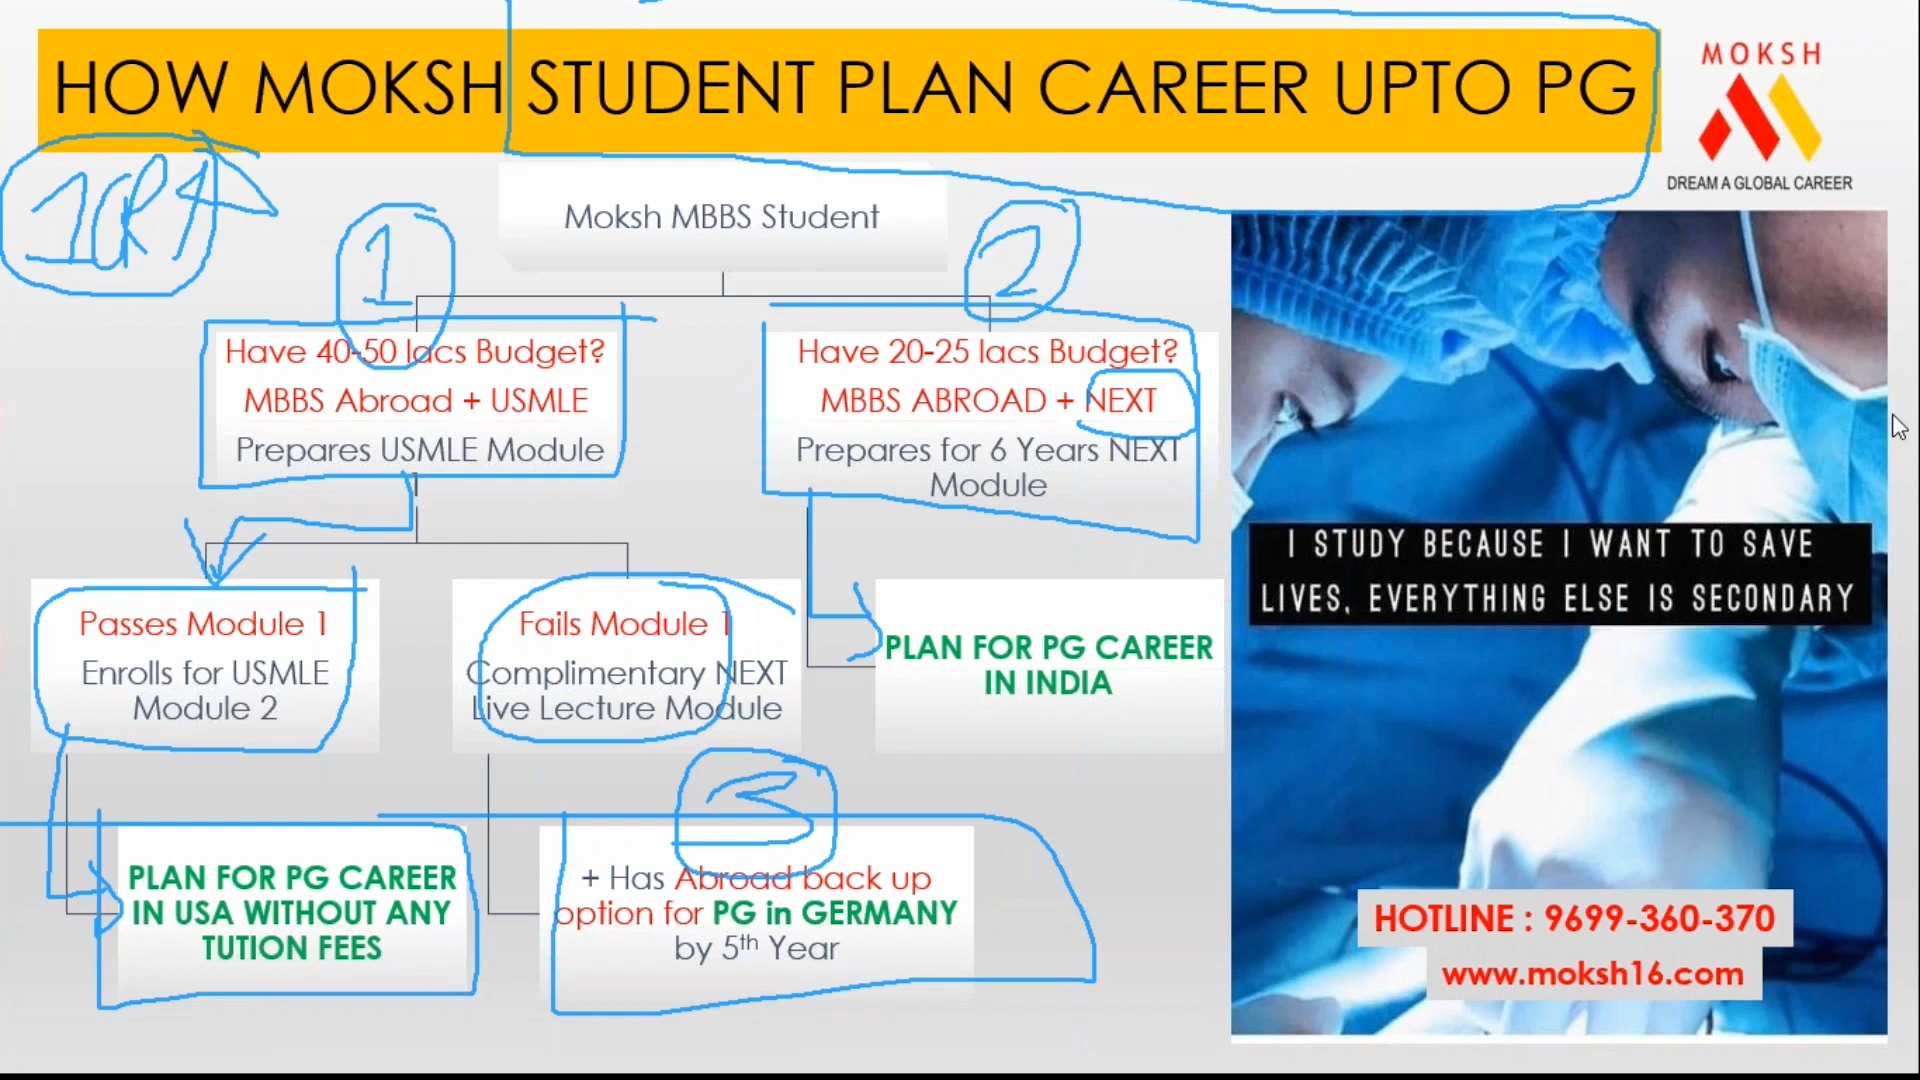 HOW MOKSH STUDENT PLAN CAREER UPTO PG
MOKSH
DREAM A GLOBAL CAREER
Moksh MBBS Student
1
2
Have 40-50 lacs Budget?
MBBS Abroad + USMLE
Prepares USMLE Module
Have 20-25 lacs Budget?
MBBS ABROAD + NEXT
Prepares for 6 Years NEXT
Module
Passes Module 1
Enrolls for USMLE
Module 2
Fails Module 1
Complimentary NEXT
Live Lecture Module
PLAN FOR PG CAREER
IN INDIA
3
PLAN FOR PG CAREER
IN USA WITHOUT ANY
TUTION FEES
+ Has Abroad back up
option for PG in GERMANY
by 5th Year
I STUDY BECAUSE I WANT TO SAVE
LIVES, EVERYTHING ELSE IS SECONDARY
HOTLINE : 9699-360-370
www.moksh16.com